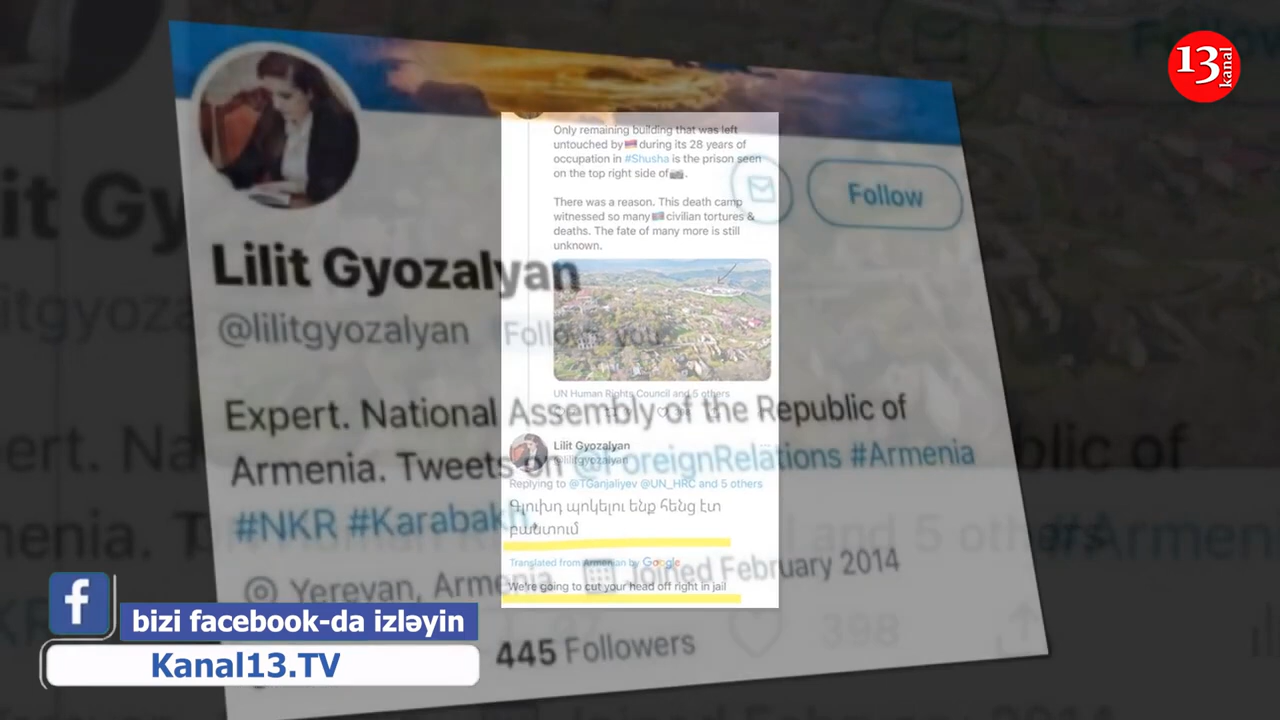 13
kanal
Only remaining building that was left
untouched by during its 28 years of
occupation in #Shusha is the prison seen
on the top right side of .
There was a reason. This death camp
witnessed so many civilian tortures &
deaths. The fate of many more is still
unknown.
Follow
Lilit Gyozalyan
@lilitgyozalyan Follows you
UN Human Rights Council and 5 others
Expert. National Assembly of the Republic of
Armenia. Tweets on #ForeignRelations #Armenia
#NKR #Karabakh.
Lilit Gyozalyan
@lilitgyozalyan
Replying to @TGanjaliyev @UN_HRC and 5 others
Գլուխդ պոկելու ենք հենց էտ
բանտում
Translated from Armenian by Google
We're going to cut your head off right in jail
Yerevan, Armenia Joined February 2014
445 Followers
398
f bizi facebook-da izləyin
Kanal13.TV